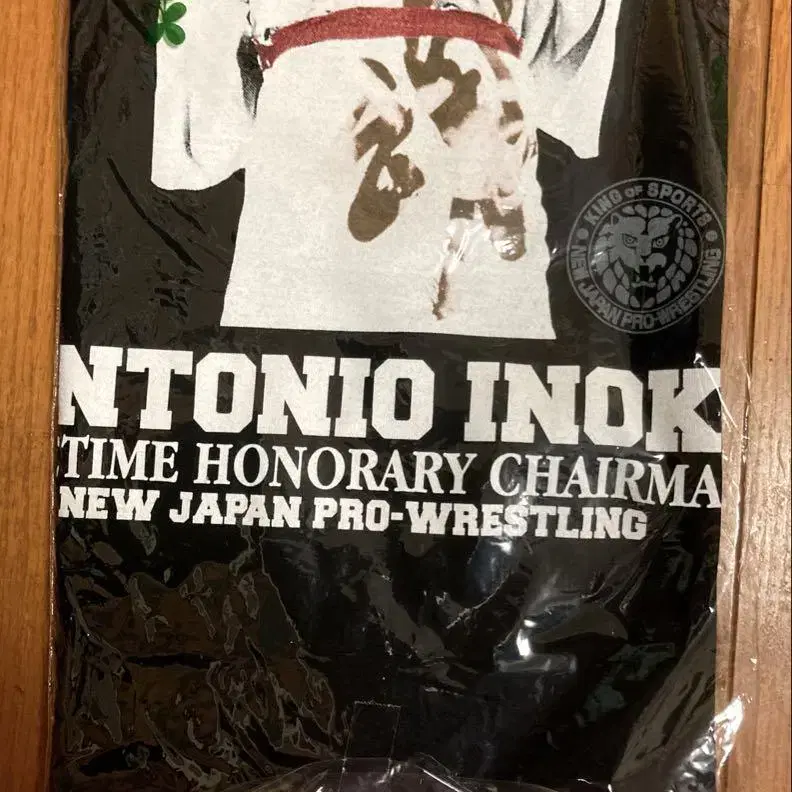 KING OF SPORTS
NEW JAPAN PRO-WRESTLING
NTONIO INOK
TIME HONORARY CHAIRMA
NEW JAPAN PRO-WRESTLING